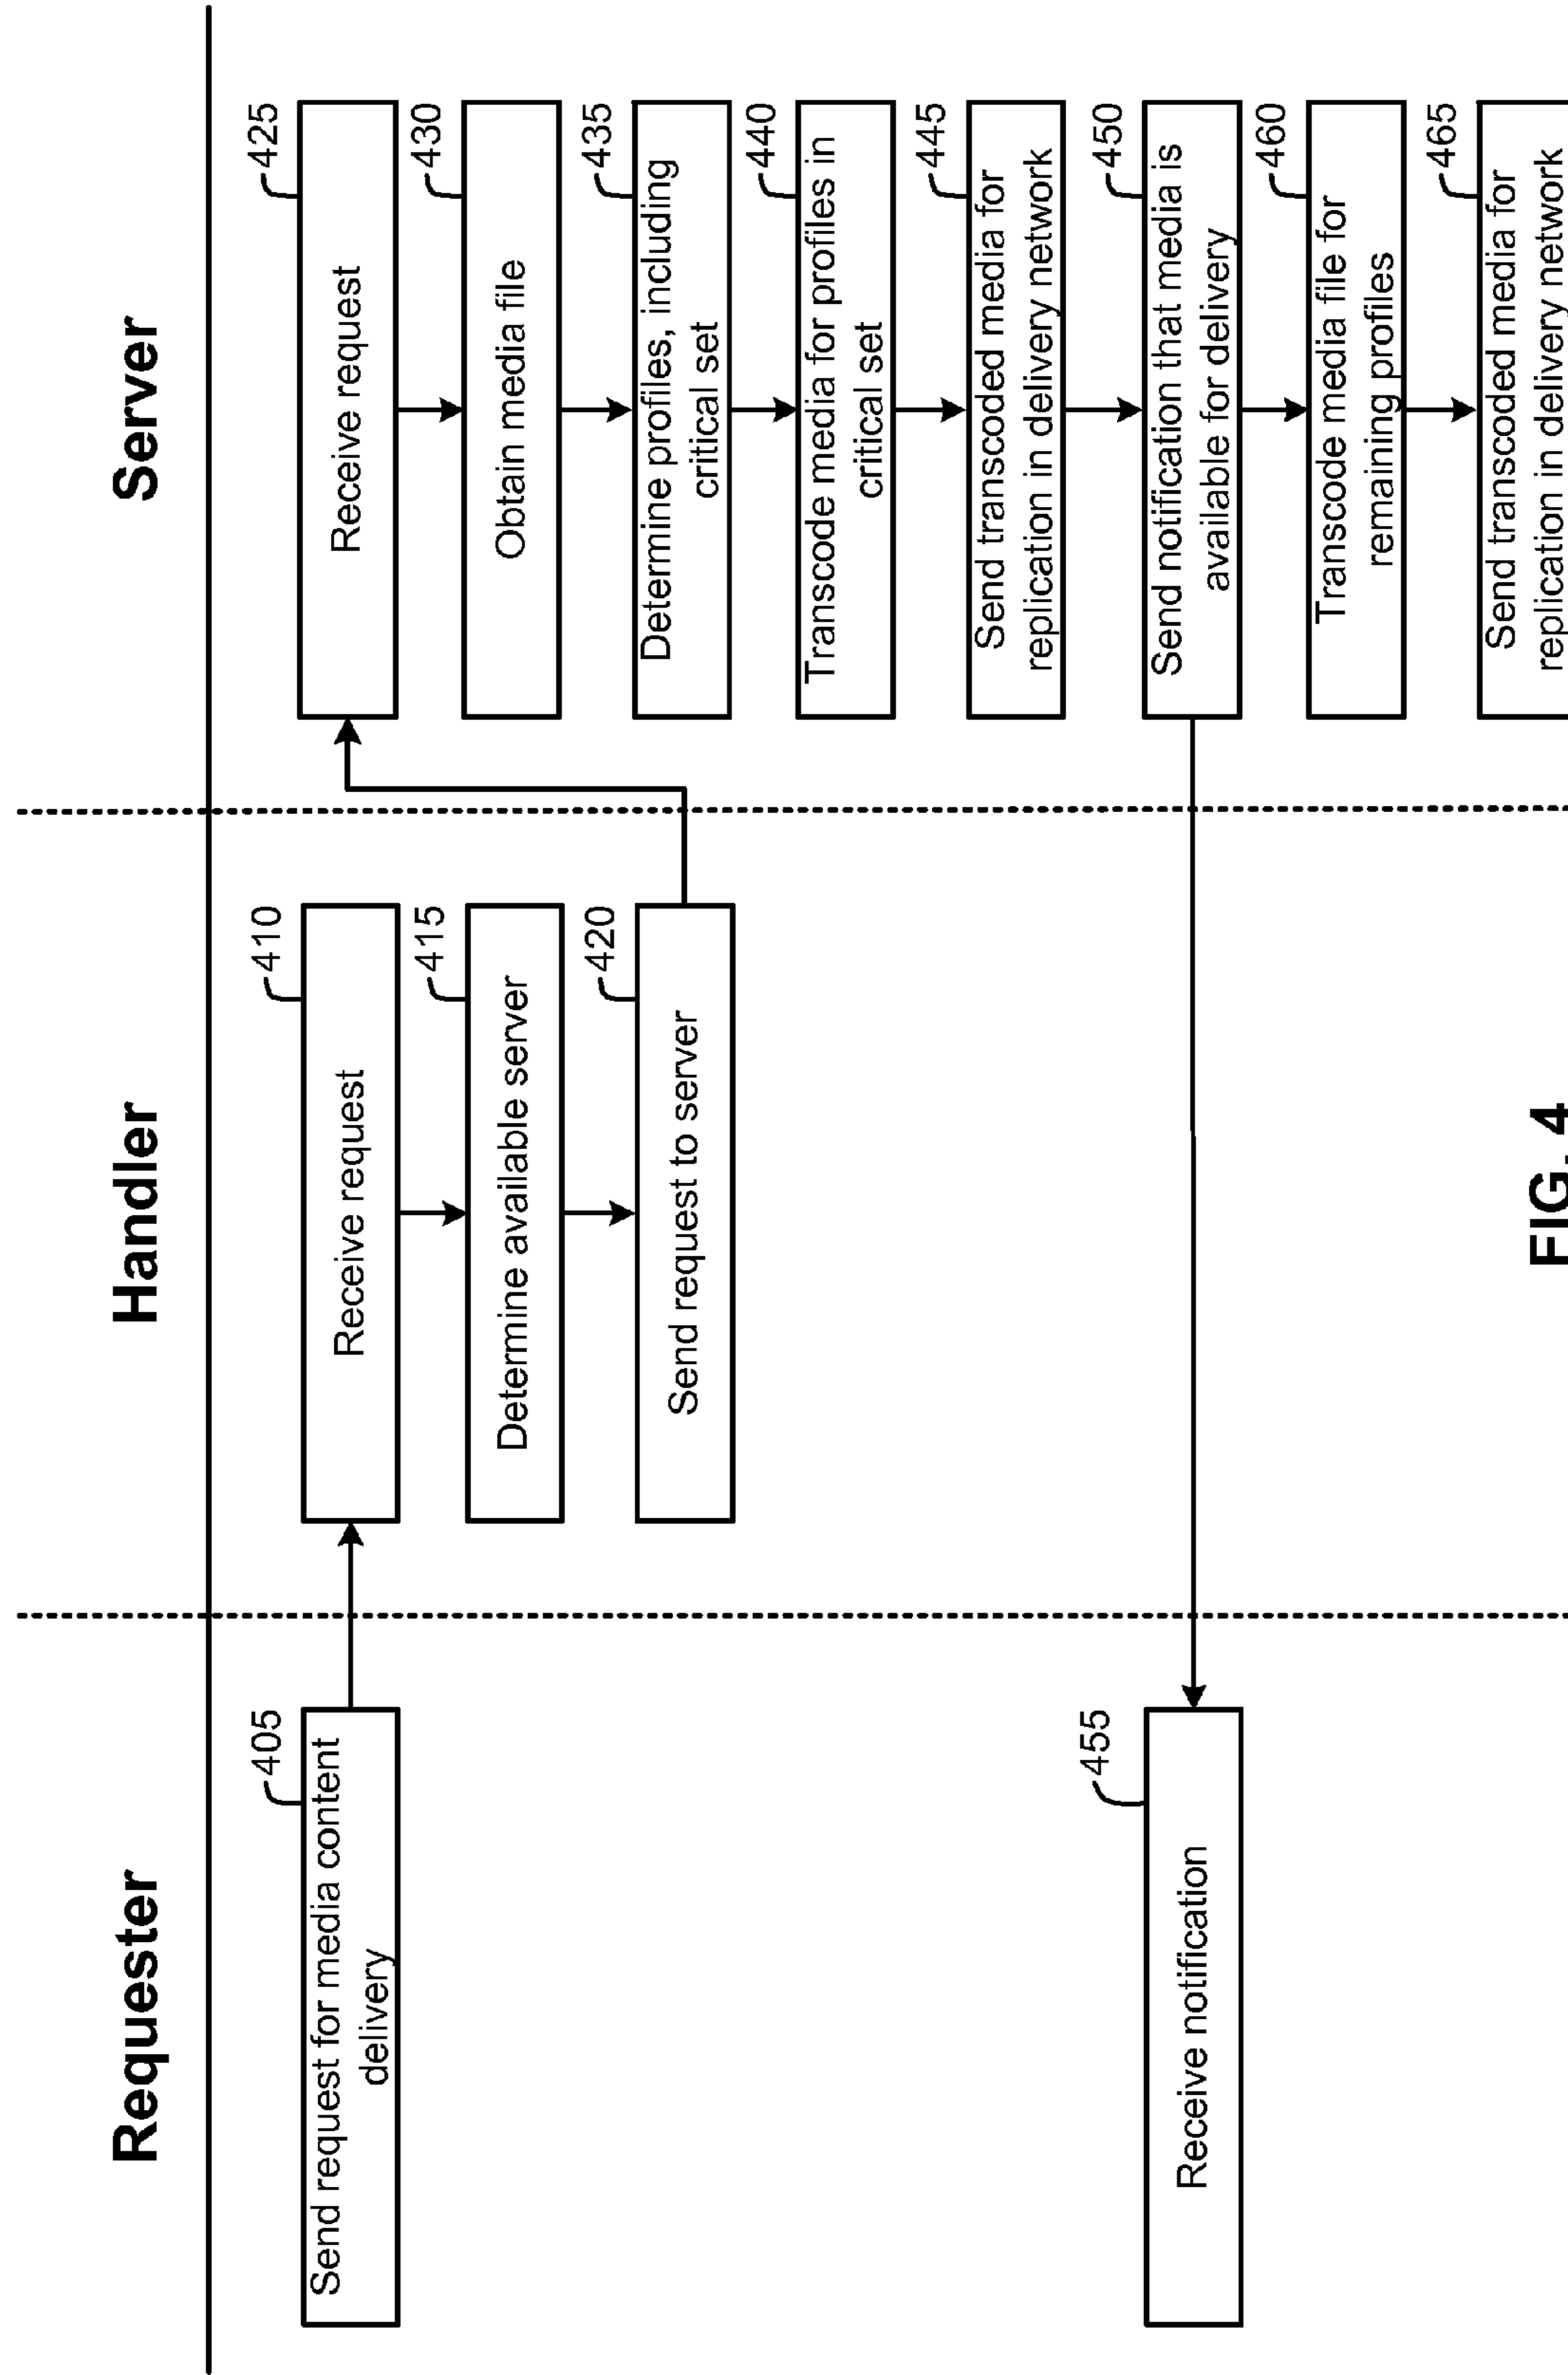 Requester
Handler
Server
405
Send request for media content
delivery
410
Receive request
415
Determine available server
420
Send request to server
425
Receive request
430
Obtain media file
435
Determine profiles, including
critical set
440
Transcode media for profiles in
critical set
445
Send transcoded media for
replication in delivery network
450
Send notification that media is
available for delivery
455
Receive notification
460
Transcode media file for
remaining profiles
465
Send transcoded media for
replication in delivery network
FIG. 4